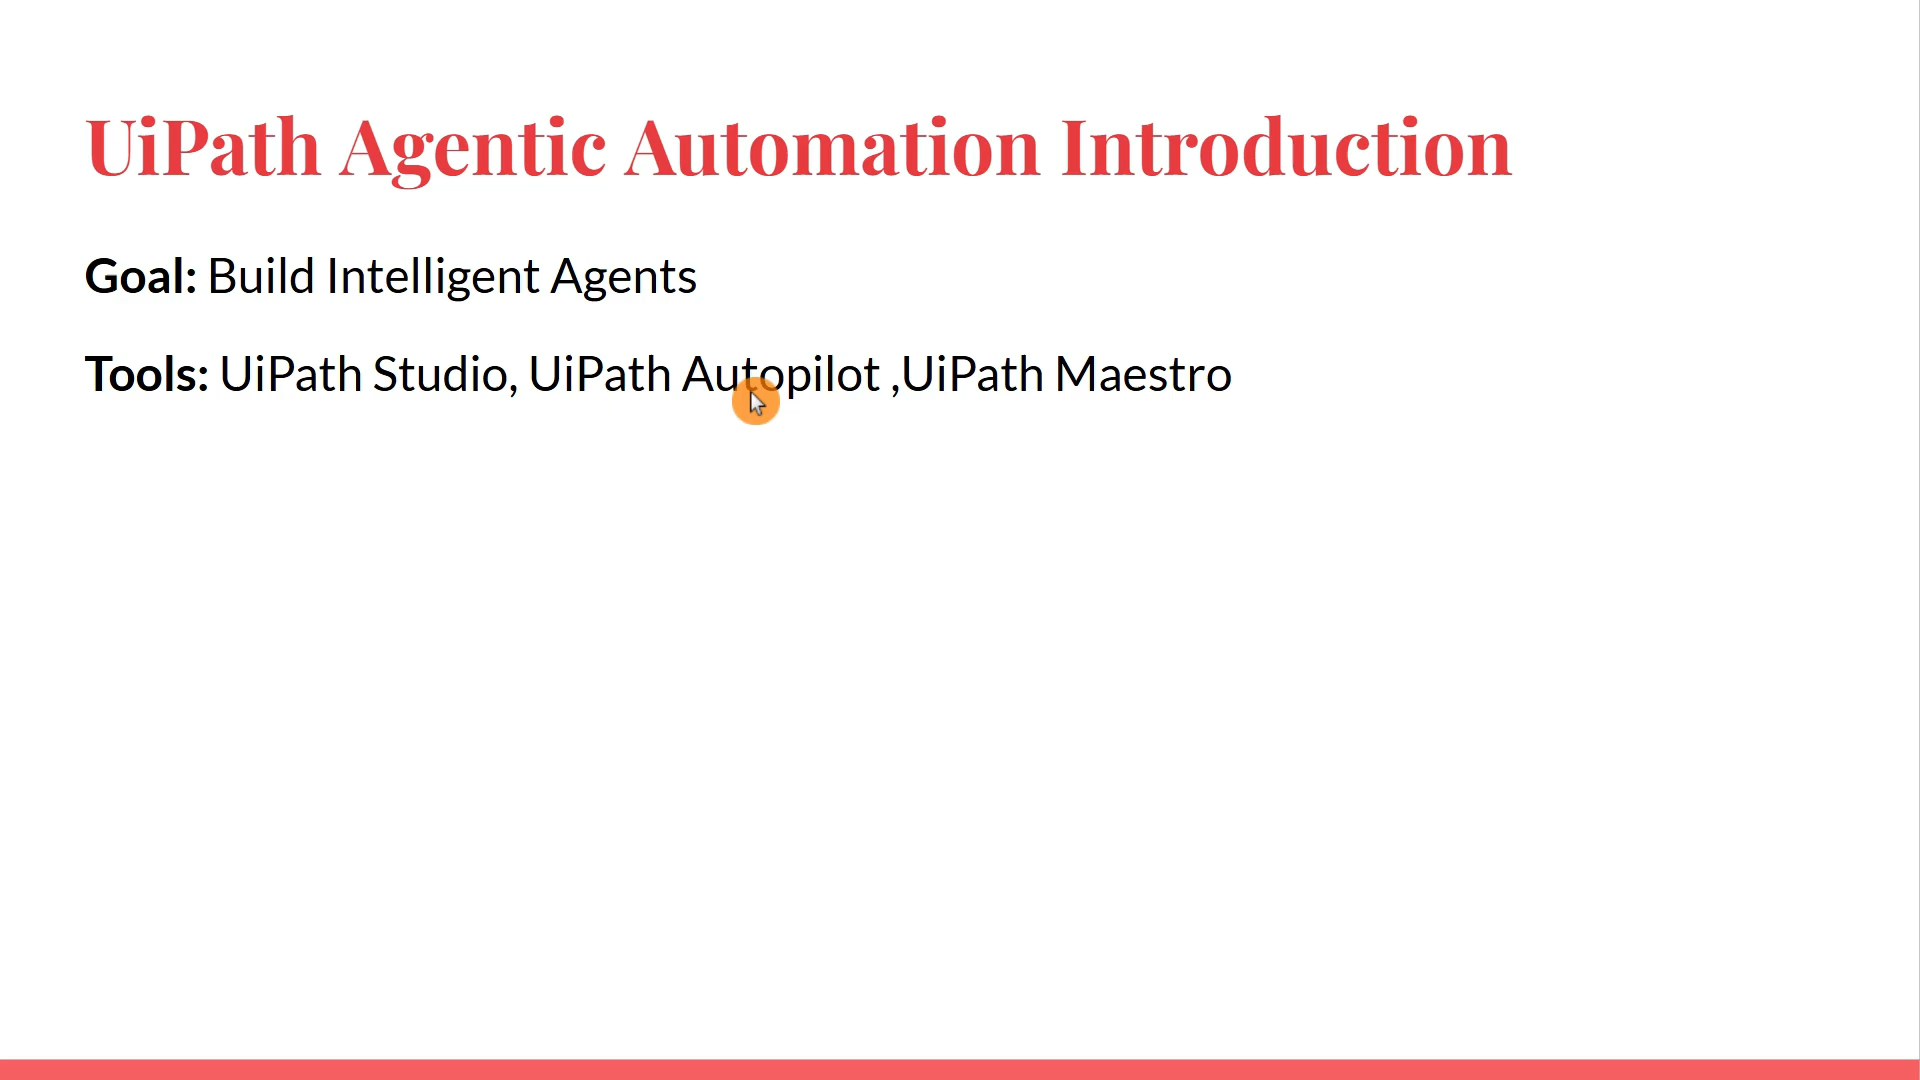 UiPath Agentic Automation Introduction
Goal: Build Intelligent Agents
Tools: UiPath Studio, UiPath Autopilot ,UiPath Maestro